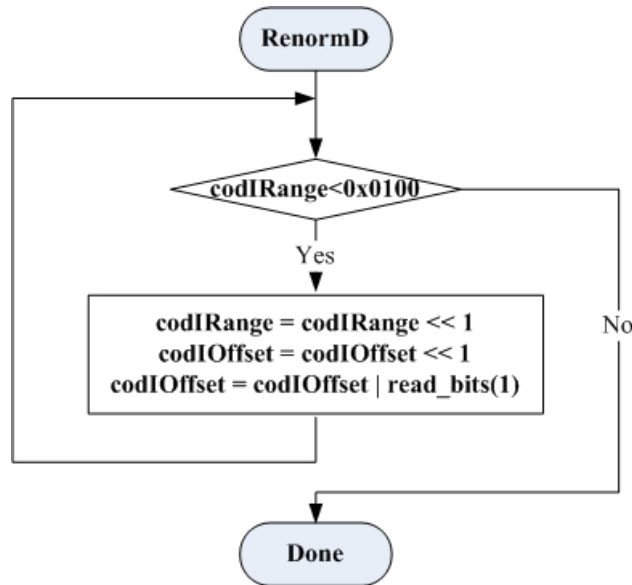 RenormD
codIRange<0x0100
Yes
codIRange = codIRange << 1
codIOffset = codIOffset << 1
codIOffset = codIOffset | read_bits(1)
No
Done